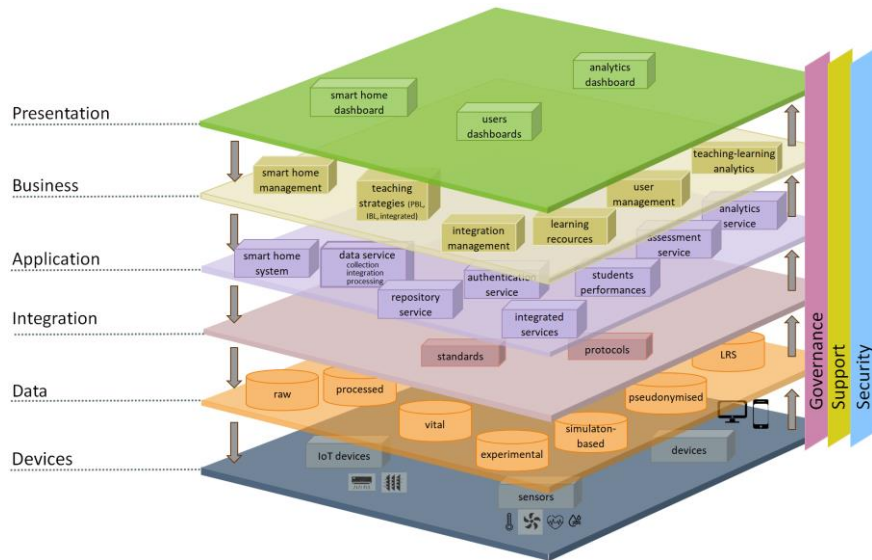 Presentation
smart home
dashboard
analytics
dashboard
users
dashboards
Business
smart home
management
teaching
strategies (PBL,
IBL, integrated)
integration
management
learning
recources
user
management
teaching-learning
analytics
Application
smart home
system
data service
collection
integration
processing
repository
service
authentication
service
integrated
services
students
performances
assessment
service
analytics
service
Integration
standards
protocols
Data
raw
processed
vital
experimental
simulaton-
based
pseudonymised
LRS
Devices
IoT devices
sensors
devices
Governance
Support
Security